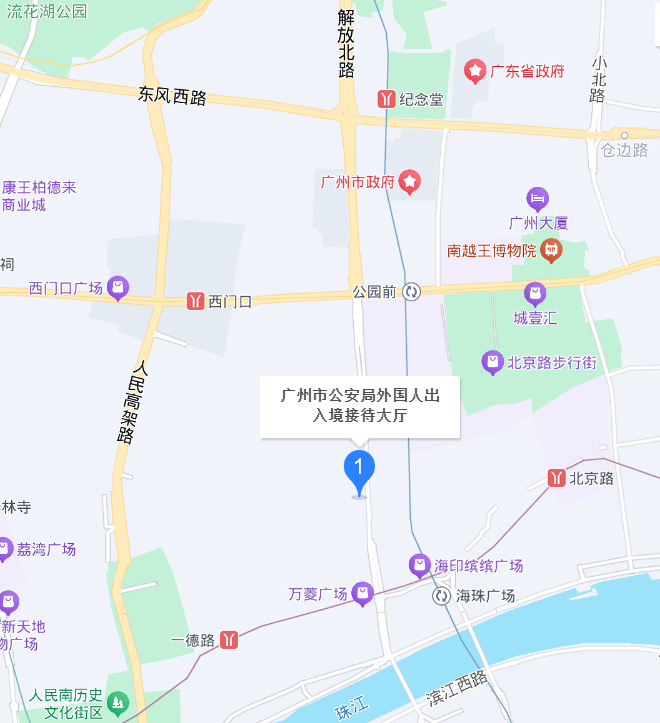 流花湖公园
解放北路
小北路
广东省政府
东风西路
纪念堂
仓边路
康王柏德来
商业城
广州市政府
广州大厦
南越王博物院
祠
西门口广场
西门口
公园前
城壹汇
北京路步行街
人民高架路
广州市公安局外国人出
入境接待大厅
1
北京路
林寺
荔湾广场
海印缤缤广场
万菱广场
海珠广场
新天地
物广场
一德路
人民南历史
文化街区
珠江
滨江西路